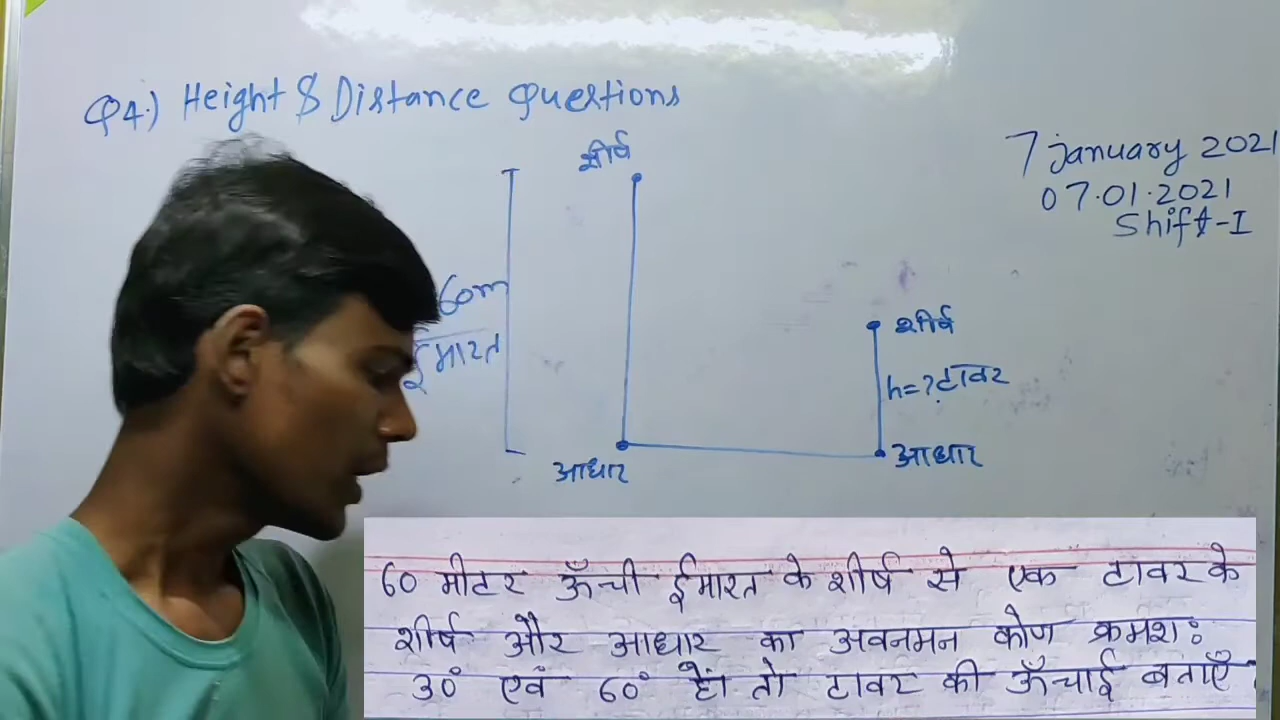 Q4.) Height & Distance Questions
7 January 2021
07.01.2021
Shift-I
शीर्ष
60m
ईमारत
शीर्ष
h=? टावर
आधार
आधार
60 मीटर ऊँची ईमारत के शीर्ष से एक टावर के
शीर्ष और आधार का अवनमन कोण क्रमशः
30° एवं 60° है। तो टावर की ऊँचाई बताएँ।